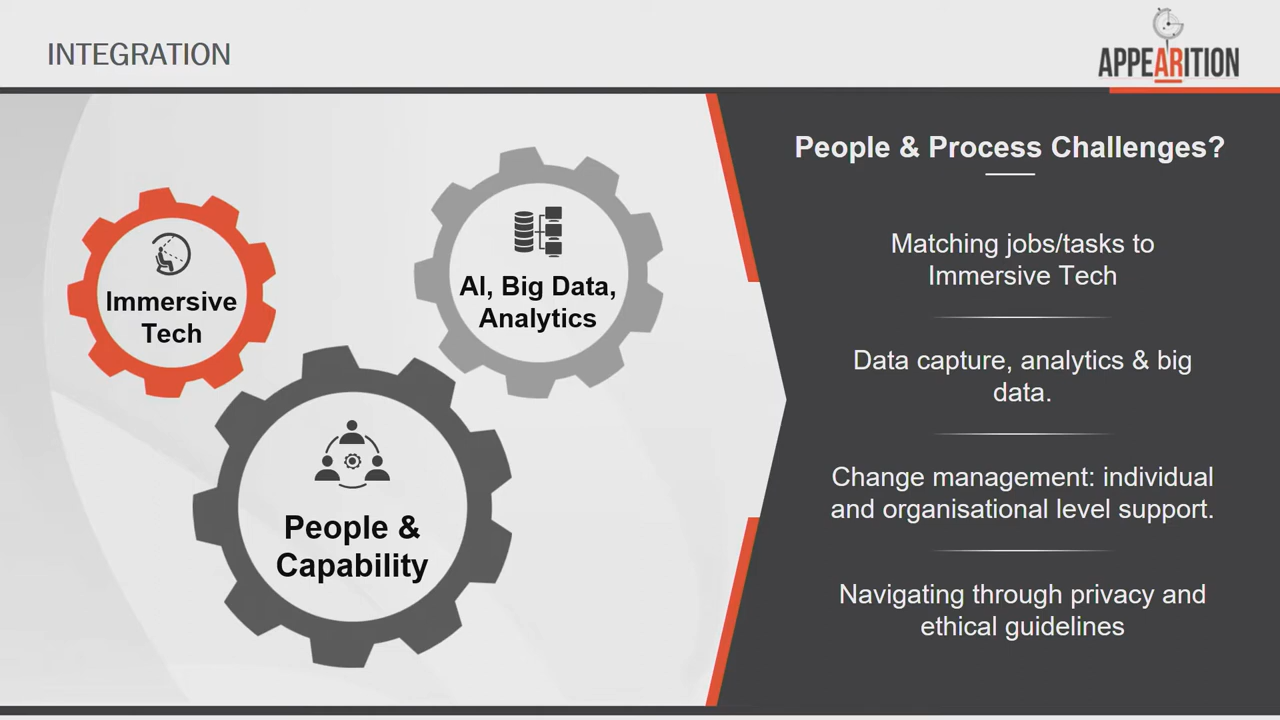 INTEGRATION
APPEARITION
Immersive
Tech
AI, Big Data,
Analytics
People &
Capability
People & Process Challenges?
Matching jobs/tasks to
Immersive Tech
Data capture, analytics & big
data.
Change management: individual
and organisational level support.
Navigating through privacy and
ethical guidelines